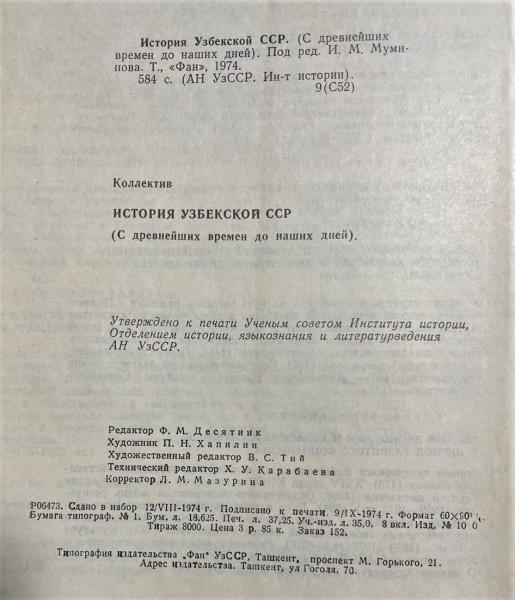 История Узбекской ССР. (С древнейших
времен до наших дней). Под ред. И. М. Муми-
нова. Т., «Фан», 1974.
584 с. (АН УзССР. Ин-т истории).
9(С52)
Коллектив
ИСТОРИЯ УЗБЕКСКОЙ ССР
(С древнейших времен до наших дней).
Утверждено к печати Ученым советом Института истории,
Отделением истории, языкознания и литературведения
АН УзССР.
Редактор Ф. М. Десятник
Художник П. Н. Хапилин
Художественный редактор В. С. Тий
Технический редактор Х. У. Карабаева
Корректор Л. М. Мазурина
Р06473. Сдано в набор 12/VIII-1974 г. Подписано к печати. 9/IX-1974 г. Формат 60×90
Бумага типограф. № 1. Бум. л. 18,625. Печ. л. 37,25. Уч.-изд. л. 35,0. 8 вкл. Изд. №
Тираж 8000. Цена 3 р. 85 к. Заказ 152.
Типография издательства „Фан" УзССР, Ташкент, проспект М. Горького, 21.
Адрес издательства. Ташкент, ул Гоголя, 70.